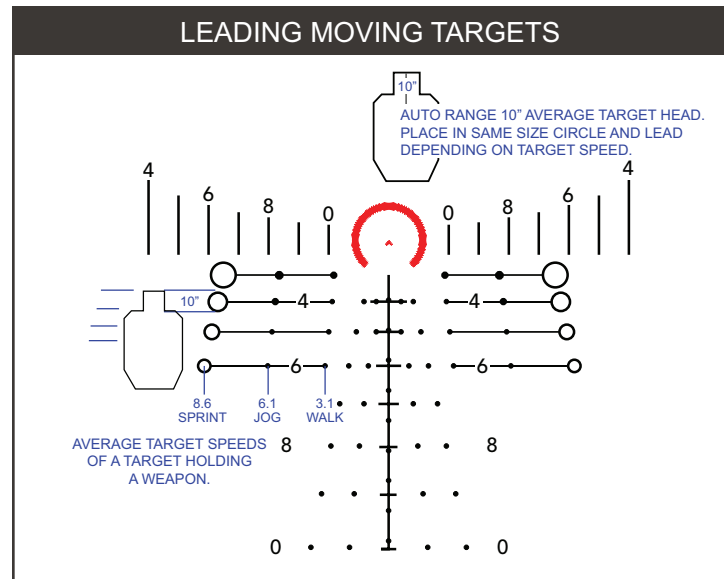 LEADING MOVING TARGETS
10"
AUTO RANGE 10" AVERAGE TARGET HEAD.
PLACE IN SAME SIZE CIRCLE AND LEAD
DEPENDING ON TARGET SPEED.
4 6 8 0 0 8 6 4
10" 4 4
6 6
8.6 6.1 3.1
SPRINT JOG WALK
AVERAGE TARGET SPEEDS
OF A TARGET HOLDING
A WEAPON.
8 8
0 0